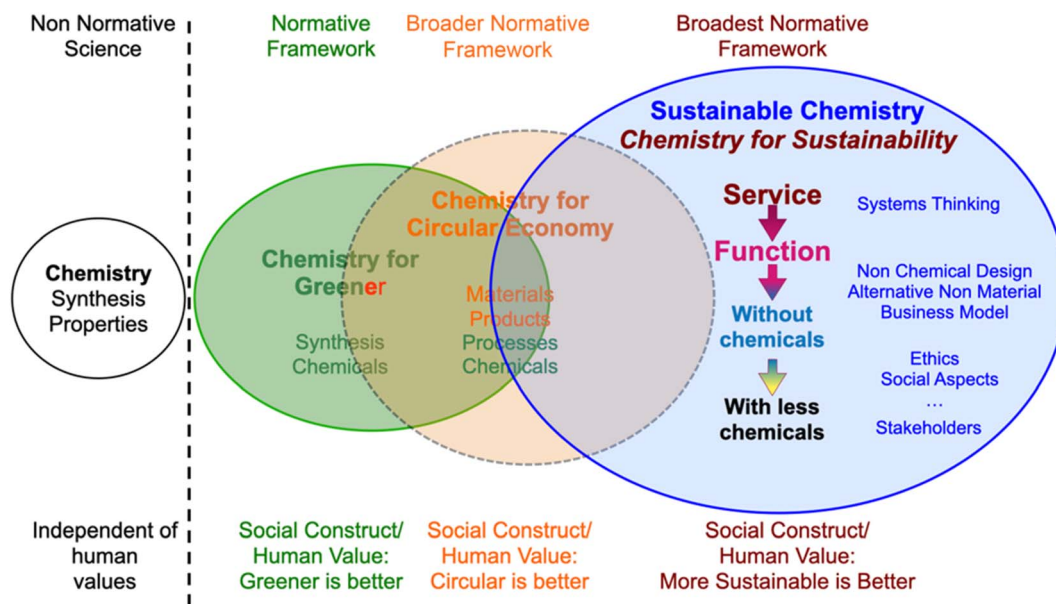 Non Normative
Science
Normative
Framework
Broader Normative
Framework
Broadest Normative
Framework
Sustainable Chemistry
Chemistry for Sustainability
Chemistry for
Circular Economy
Chemistry for
Greener
Materials
Products
Processes
Chemicals
Synthesis
Chemicals
Chemistry
Synthesis
Properties
Service
Function
Without
chemicals
With less
chemicals
Systems Thinking
Non Chemical Design
Alternative Non Material
Business Model
Ethics
Social Aspects
...
Stakeholders
Independent of
human
values
Social Construct/
Human Value:
Greener is better
Social Construct/
Human Value:
Circular is better
Social Construct/
Human Value:
More Sustainable is Better